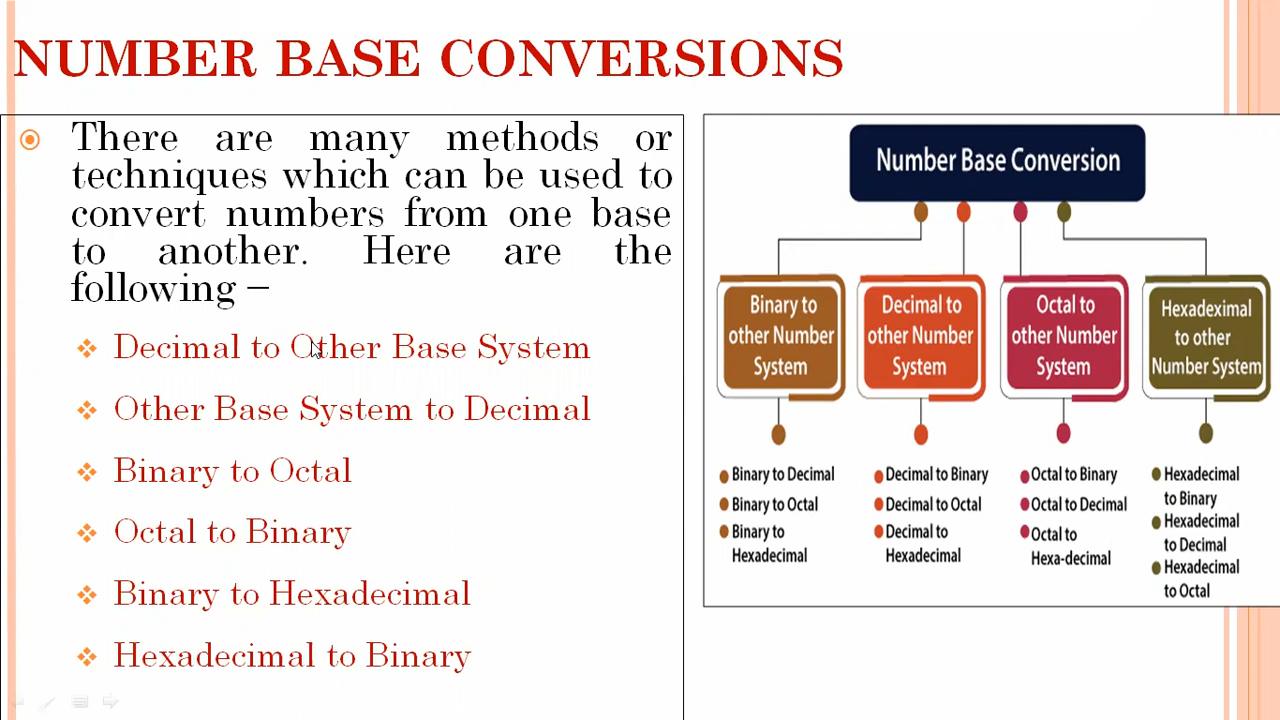 NUMBER BASE CONVERSIONS
There are many methods or
techniques which can be used to
convert numbers from one base
to another. Here are the
following –
Decimal to Other Base System
Other Base System to Decimal
Binary to Octal
Octal to Binary
Binary to Hexadecimal
Hexadecimal to Binary
Number Base Conversion
Binary to
other Number
System
Decimal to
other Number
System
Octal to
other Number
System
Hexadeximal
to other
Number System
Binary to Decimal
Binary to Octal
Binary to
Hexadecimal
Decimal to Binary
Decimal to Octal
Decimal to
Hexadecimal
Octal to Binary
Octal to Decimal
Octal to
Hexa-decimal
Hexadecimal
to Binary
Hexadecimal
to Decimal
Hexadecimal
to Octal